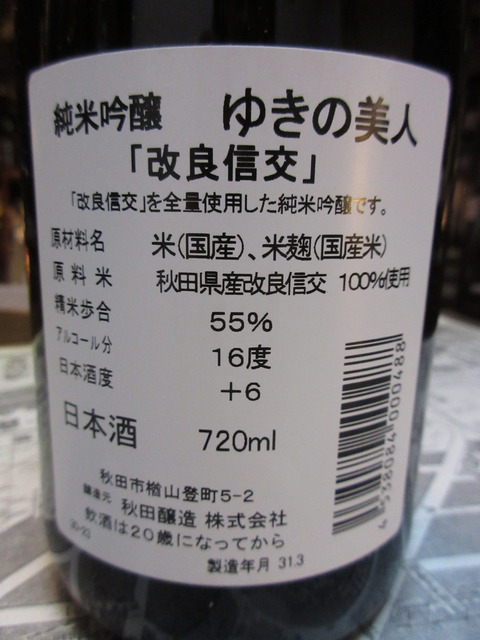 純米吟醸 ゆきの美人
「改良信交」
「改良信交」を全量使用した純米吟醸です。
原材料名 米(国産)、米麹(国産米)
原料米 秋田県産改良信交 100%使用
精米歩合 55%
アルコール分 16度
日本酒度 +6
日本酒 720ml
秋田市楢山登町5-2
醸造元 秋田醸造 株式会社
飲酒は20歳になってから
製造年月 31.3
4 538084 000488